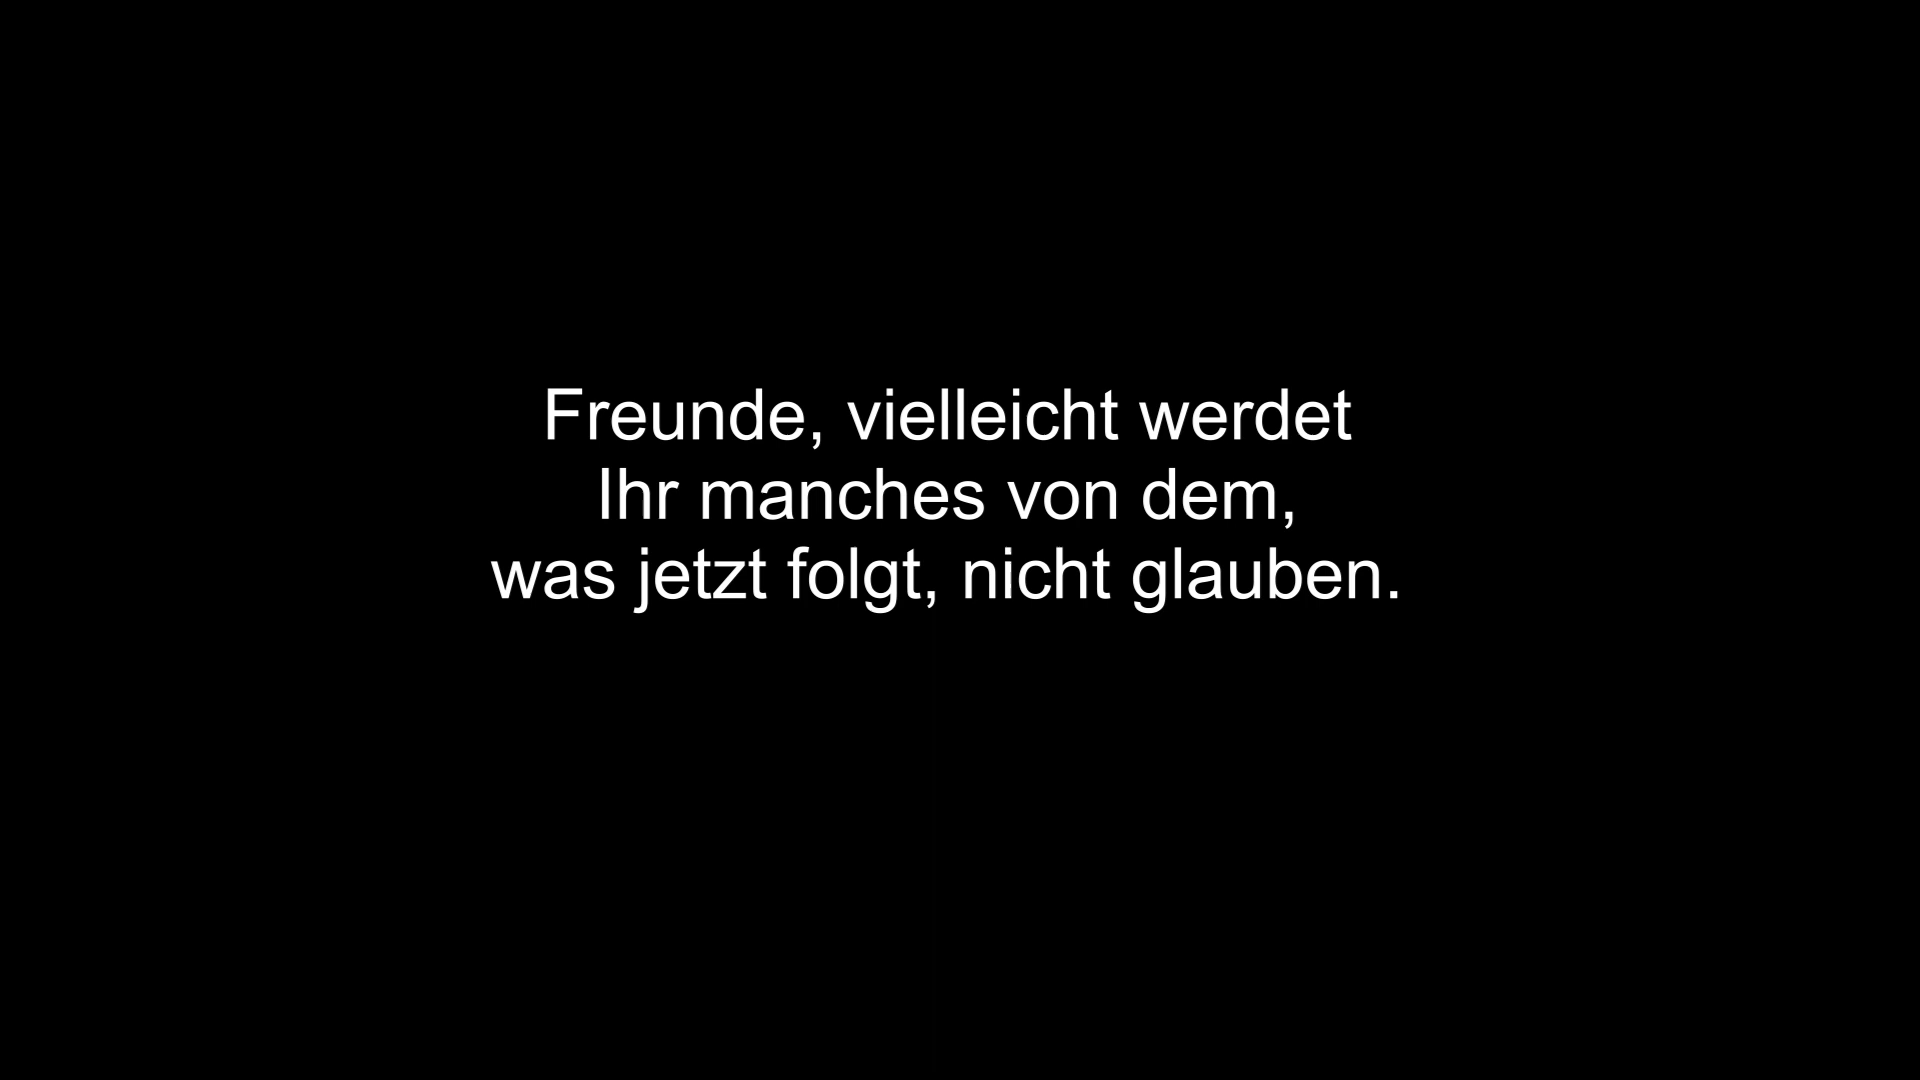 Freunde, vielleicht werdet
Ihr manches von dem,
was jetzt folgt, nicht glauben.